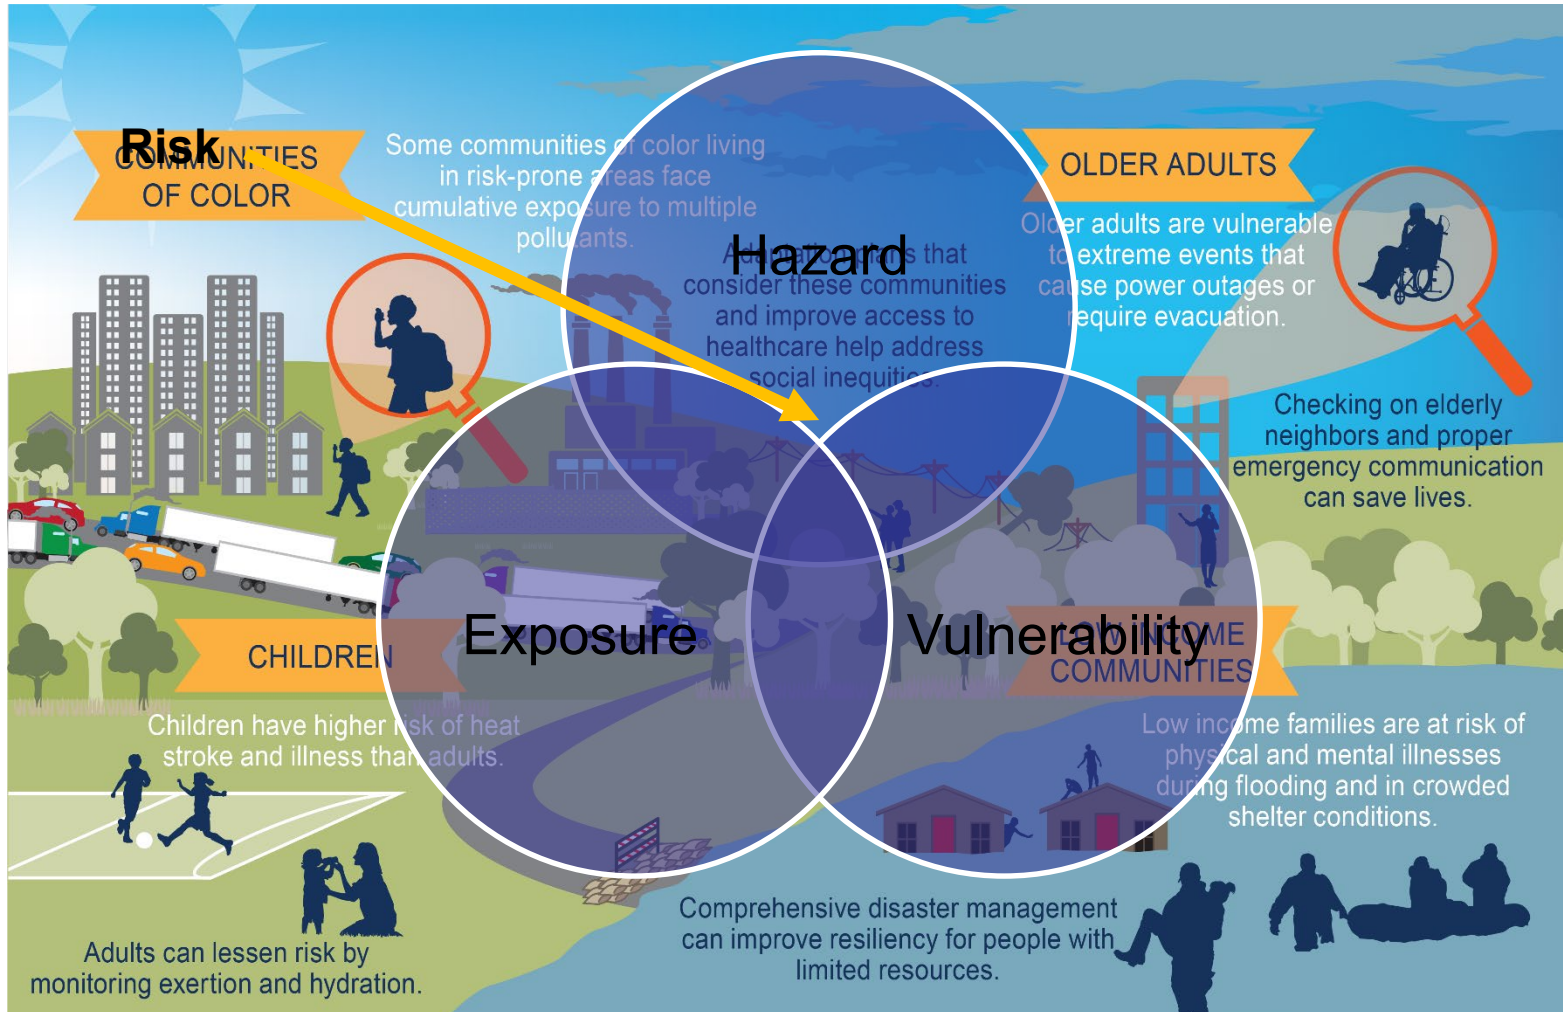 Risk
COMMUNITIES
OF COLOR
Some communities of color living
in risk-prone areas face
cumulative exposure to multiple
pollutants.
Hazard
Adaptation plans that
consider these communities
and improve access to
healthcare help address
social inequities.
OLDER ADULTS
Older adults are vulnerable
to extreme events that
cause power outages or
require evacuation.
Checking on elderly
neighbors and proper
emergency communication
can save lives.
Exposure
Vulnerability
CHILDREN
Children have higher risk of heat
stroke and illness than adults.
Adults can lessen risk by
monitoring exertion and hydration.
LOW INCOME
COMMUNITIES
Low income families are at risk of
physical and mental illnesses
during flooding and in crowded
shelter conditions.
Comprehensive disaster management
can improve resiliency for people with
limited resources.